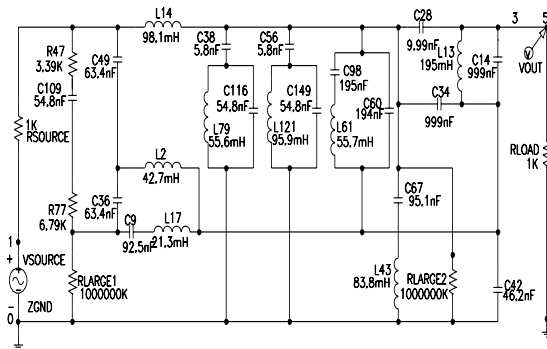 L14
98,1mH
C38
5.8nF
C56
5.8nF
C28
9.99nF
3
5
V
VOUT
R47
3.39K
C49
63.4nF
C109
54.8nF
C98
195nF
L13
195mH
C14
999nF
C116
54.8nF
C149
54.8nF
C60
194nF
C34
999nF
1K
RSOURCE
L79
55,6mH
L121
95,9mH
L61
55,7mH
RLOAD
1K
L2
42,7mH
C67
95.1nF
R77
6.79K
C36
63.4nF
C9
92.5nF
L17
21,3mH
1
+
VSOURCE
-
0
ZGND
RLARGE1
1000000K
L43
83,8mH
RLARGE2
1000000K
C42
46.2nF